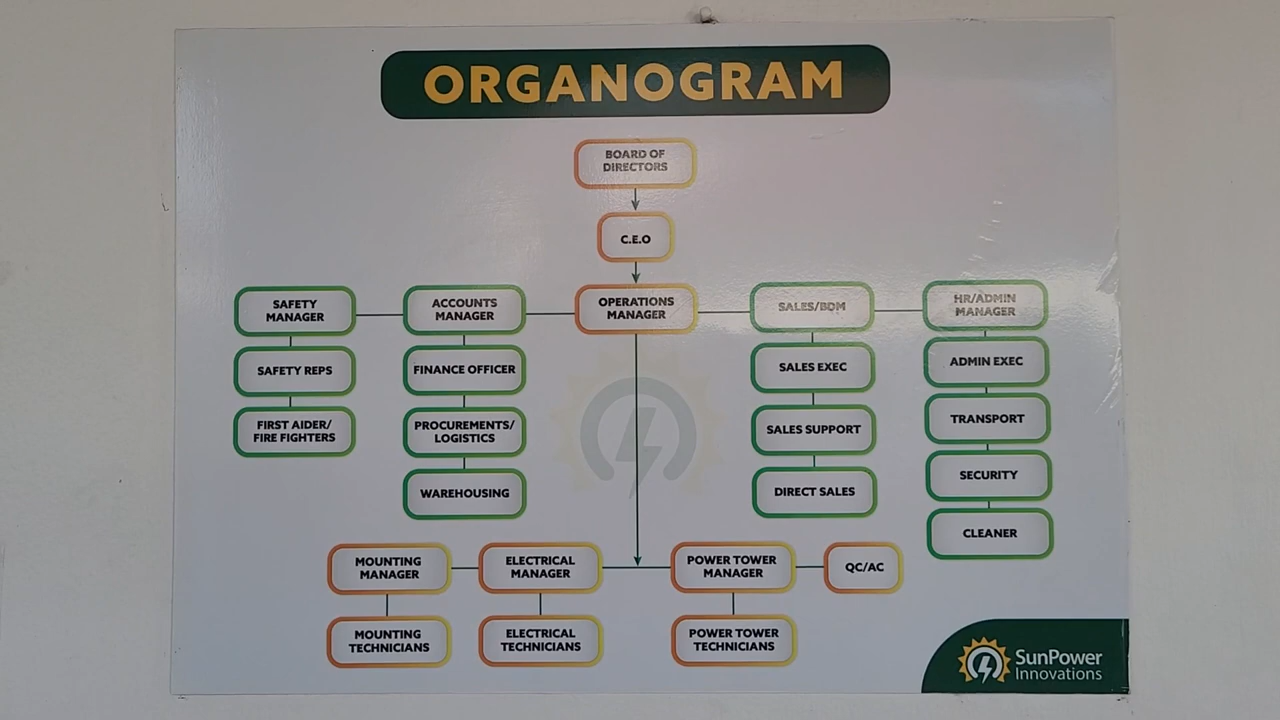 ORGANOGRAM
BOARD OF
DIRECTORS
C.E.O
SAFETY
MANAGER
ACCOUNTS
MANAGER
OPERATIONS
MANAGER
SALES/BDM
HR/ADMIN
MANAGER
SAFETY REPS
FINANCE OFFICER
SALES EXEC
ADMIN EXEC
FIRST AIDER/
FIRE FIGHTERS
PROCUREMENTS/
LOGISTICS
SALES SUPPORT
TRANSPORT
WAREHOUSING
DIRECT SALES
SECURITY
CLEANER
MOUNTING
MANAGER
ELECTRICAL
MANAGER
POWER TOWER
MANAGER
QC/AC
MOUNTING
TECHNICIANS
ELECTRICAL
TECHNICIANS
POWER TOWER
TECHNICIANS
SunPower
Innovations